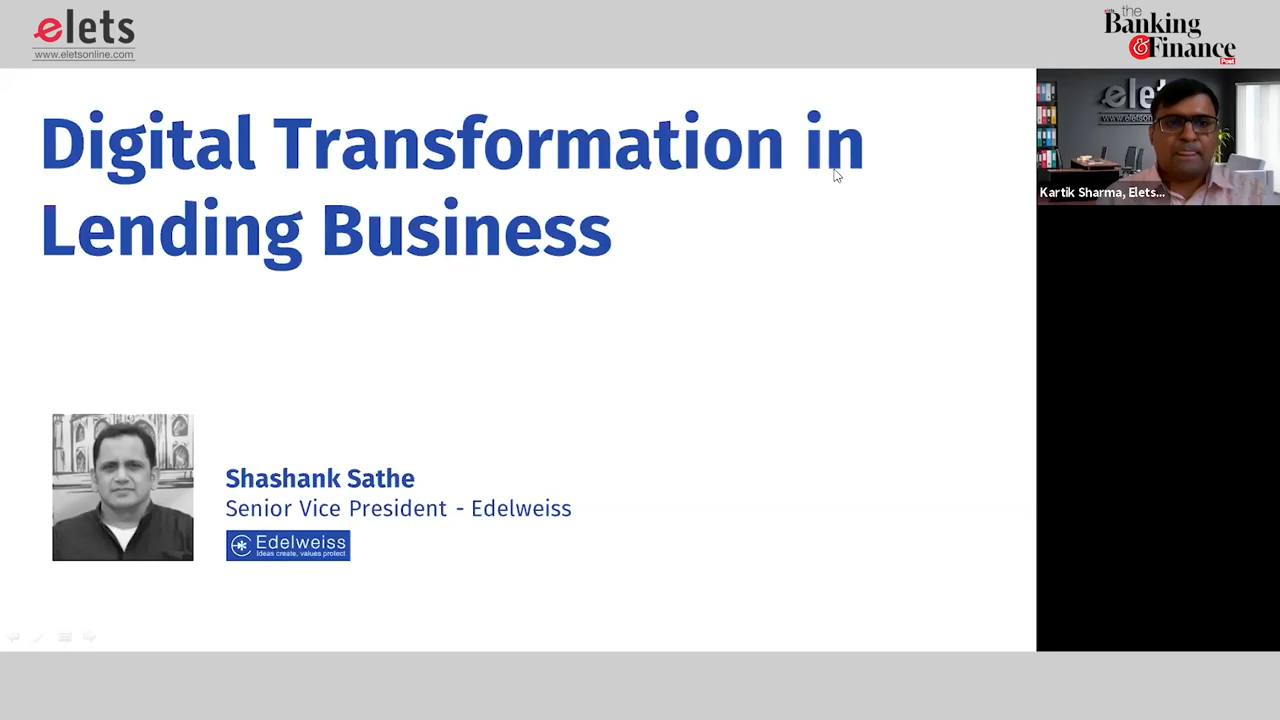 elets
www.eletsonline.com
elets the
Banking
& Finance
Post
Digital Transformation in
Lending Business
Kartik Sharma, Elets...
Shashank Sathe
Senior Vice President - Edelweiss
Edelweiss
Ideas create, values protect